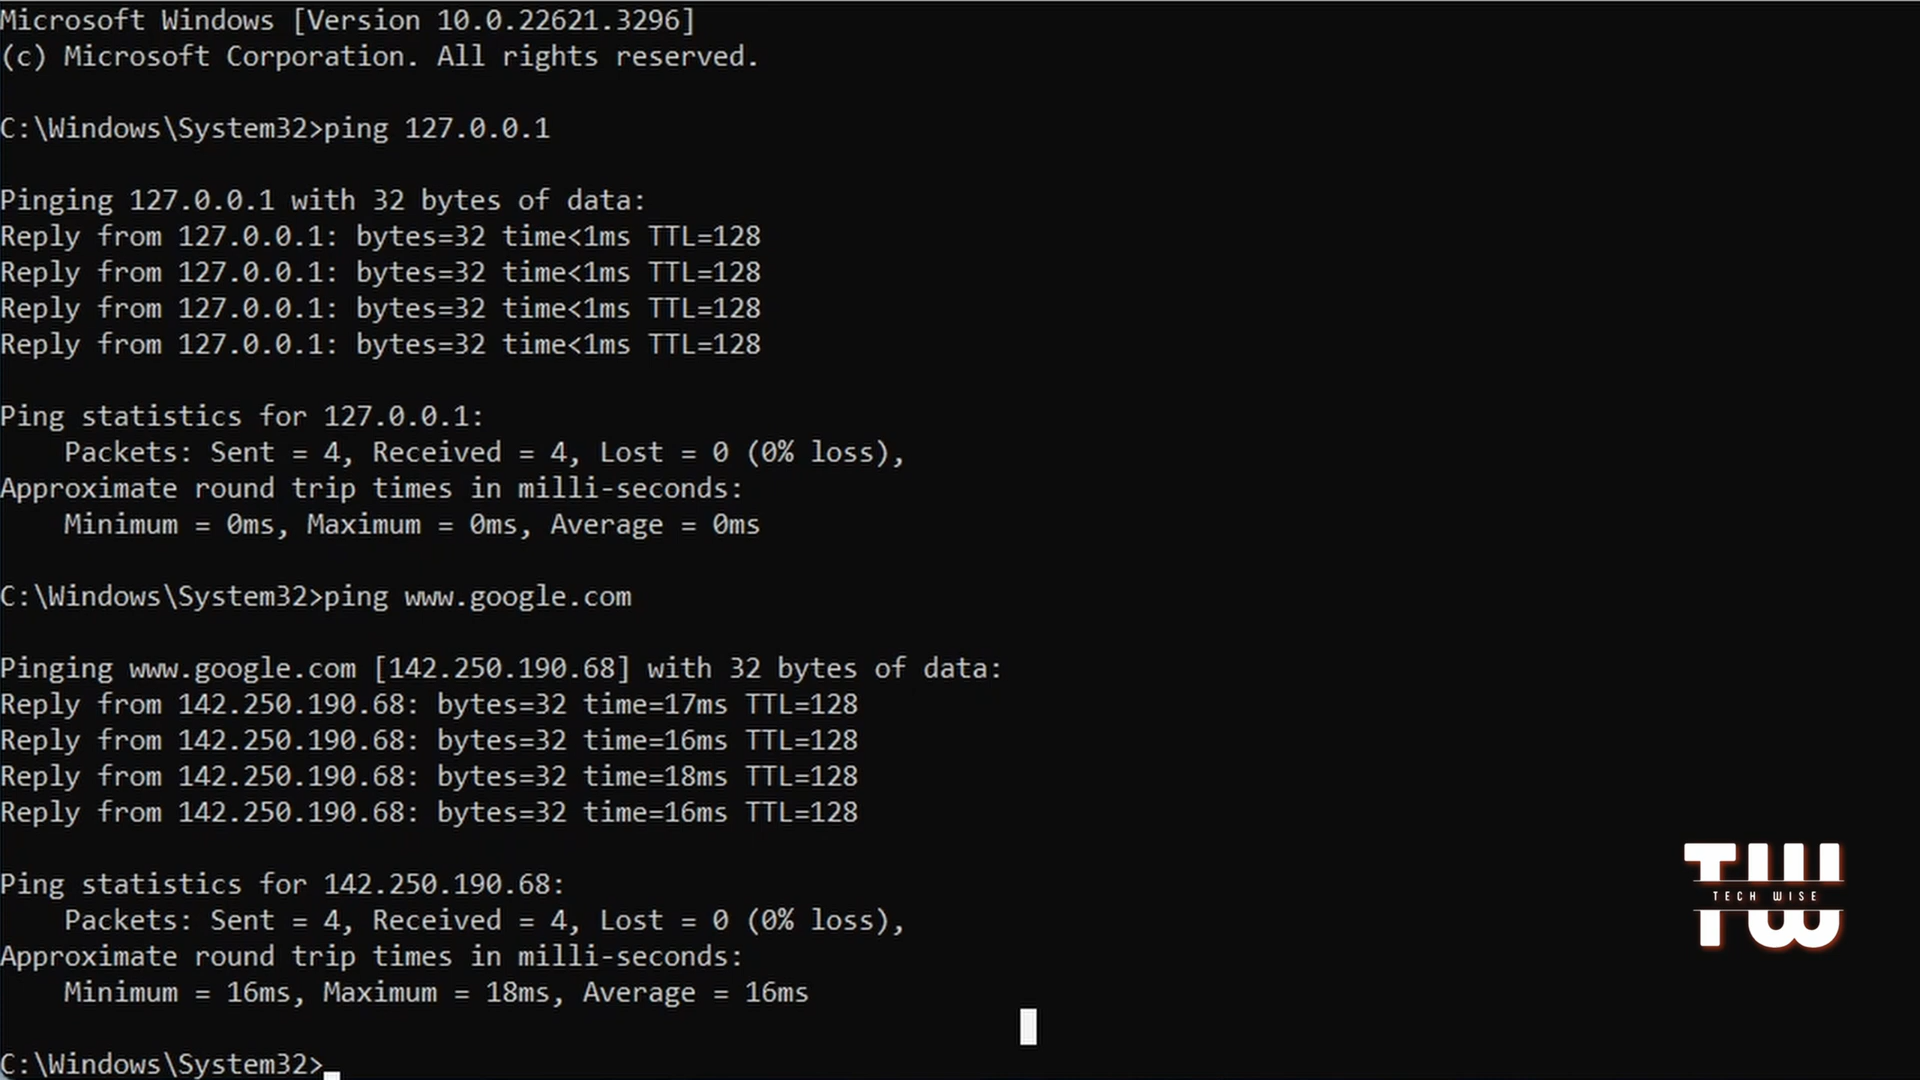 Microsoft Windows [Version 10.0.22621.3296]
(c) Microsoft Corporation. All rights reserved.
C:\Windows\System32>ping 127.0.0.1
Pinging 127.0.0.1 with 32 bytes of data:
Reply from 127.0.0.1: bytes=32 time<1ms TTL=128
Reply from 127.0.0.1: bytes=32 time<1ms TTL=128
Reply from 127.0.0.1: bytes=32 time<1ms TTL=128
Reply from 127.0.0.1: bytes=32 time<1ms TTL=128
Ping statistics for 127.0.0.1:
Packets: Sent = 4, Received = 4, Lost = 0 (0% loss),
Approximate round trip times in milli-seconds:
Minimum = 0ms, Maximum = 0ms, Average = 0ms
C:\Windows\System32>ping www.google.com
Pinging www.google.com [142.250.190.68] with 32 bytes of data:
Reply from 142.250.190.68: bytes=32 time=17ms TTL=128
Reply from 142.250.190.68: bytes=32 time=16ms TTL=128
Reply from 142.250.190.68: bytes=32 time=18ms TTL=128
Reply from 142.250.190.68: bytes=32 time=16ms TTL=128
Ping statistics for 142.250.190.68:
Packets: Sent = 4, Received = 4, Lost = 0 (0% loss),
Approximate round trip times in milli-seconds:
Minimum = 16ms, Maximum = 18ms, Average = 16ms
C:\Windows\System32>
TW
TECH WISE